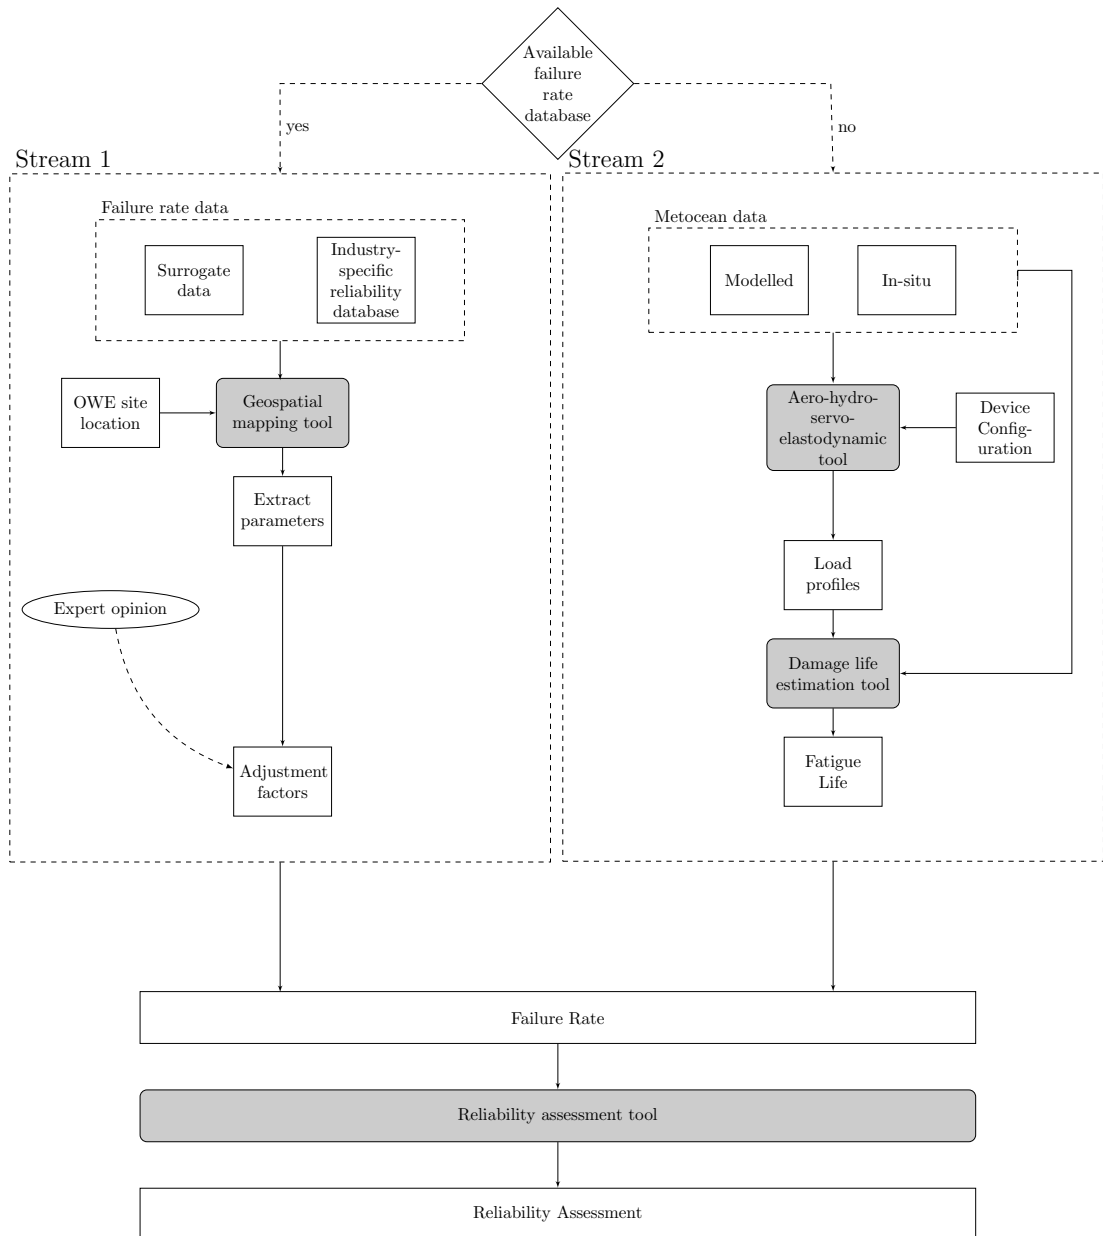 Available
failure
rate
database
yes
no
Stream 1
Stream 2
Failure rate data
Surrogate
data
Industry-
specific
reliability
database
OWE site
location
Geospatial
mapping tool
Extract
parameters
Expert opinion
Adjustment
factors
Metocean data
Modelled
In-situ
Aero-hydro-
servo-
elastodynamic
tool
Device
Config-
uration
Load
profiles
Damage life
estimation tool
Fatigue
Life
Failure Rate
Reliability assessment tool
Reliability Assessment